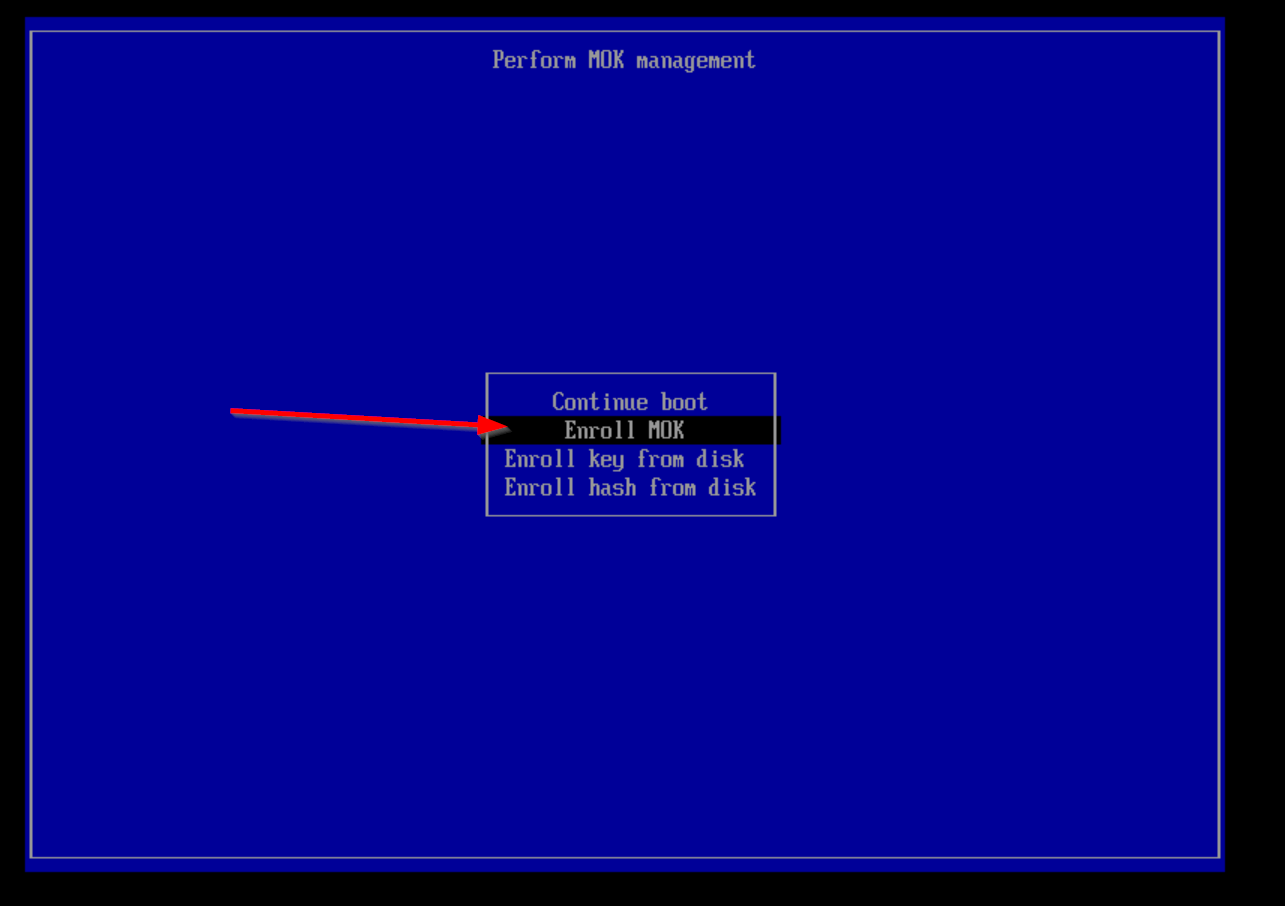 Perform MOK management
Continue boot
Enroll MOK
Enroll key from disk
Enroll hash from disk